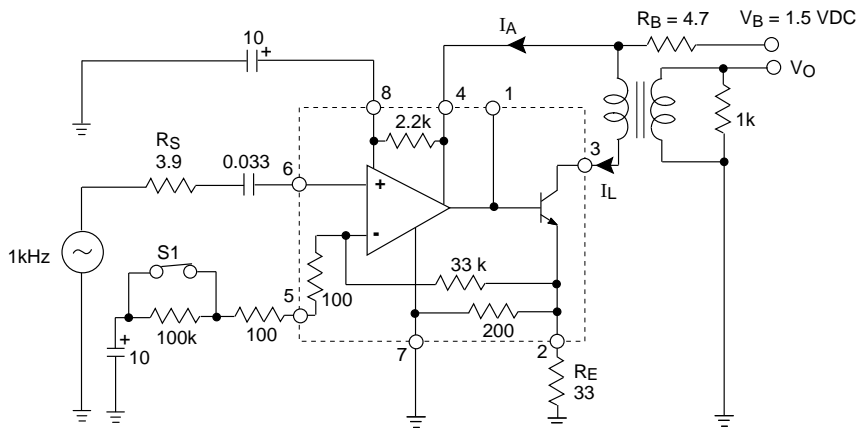 I_A
R_B = 4.7
V_B = 1.5 VDC
10
+
V_O
8
4
1
2.2k
1k
R_S
3.9
0.033
6
3
+
I_L
-
1kHz
S1
33 k
5
100
100k
100
200
+
10
7
2
R_E
33